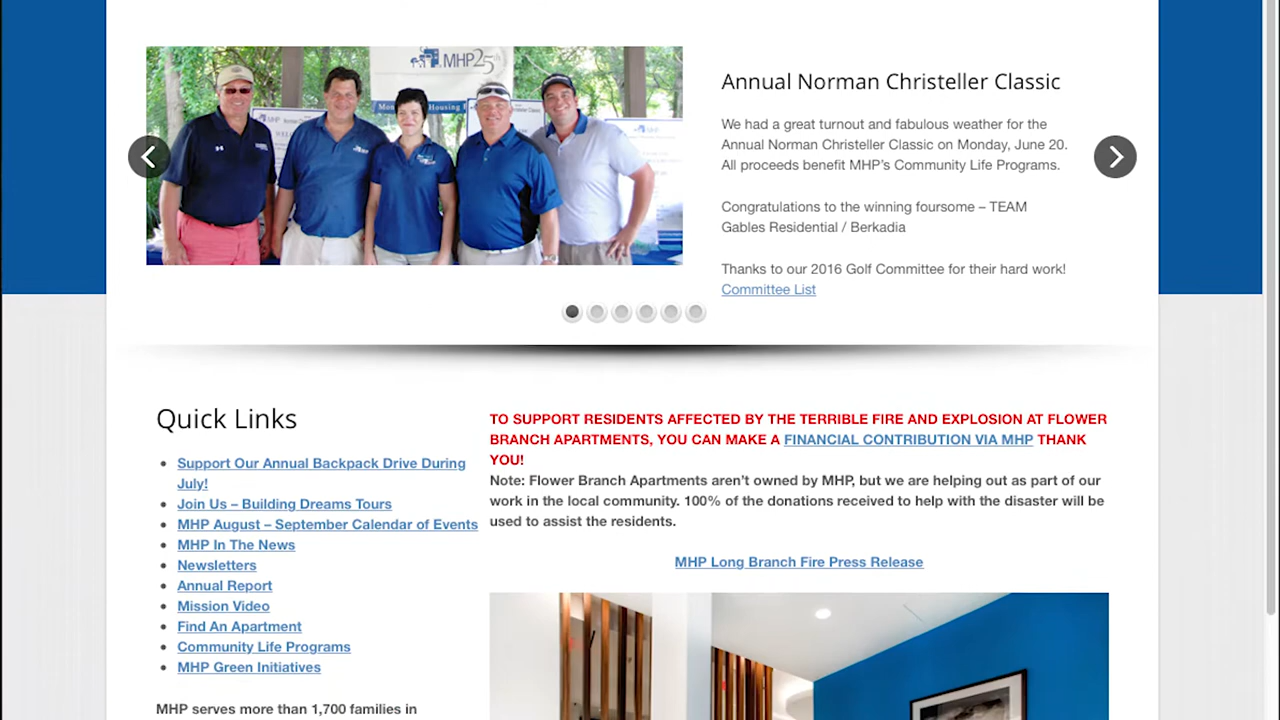 MHP25th
Annual Norman Christeller Classic
We had a great turnout and fabulous weather for the
Annual Norman Christeller Classic on Monday, June 20.
All proceeds benefit MHP's Community Life Programs.
Congratulations to the winning foursome – TEAM
Gables Residential / Berkadia
Thanks to our 2016 Golf Committee for their hard work!
Committee List
Quick Links
Support Our Annual Backpack Drive During
July!
Join Us – Building Dreams Tours
MHP August – September Calendar of Events
MHP In The News
Newsletters
Annual Report
Mission Video
Find An Apartment
Community Life Programs
MHP Green Initiatives
MHP serves more than 1,700 families in
TO SUPPORT RESIDENTS AFFECTED BY THE TERRIBLE FIRE AND EXPLOSION AT FLOWER
BRANCH APARTMENTS, YOU CAN MAKE A FINANCIAL CONTRIBUTION VIA MHP THANK
YOU!
Note: Flower Branch Apartments aren't owned by MHP, but we are helping out as part of our
work in the local community. 100% of the donations received to help with the disaster will be
used to assist the residents.
MHP Long Branch Fire Press Release